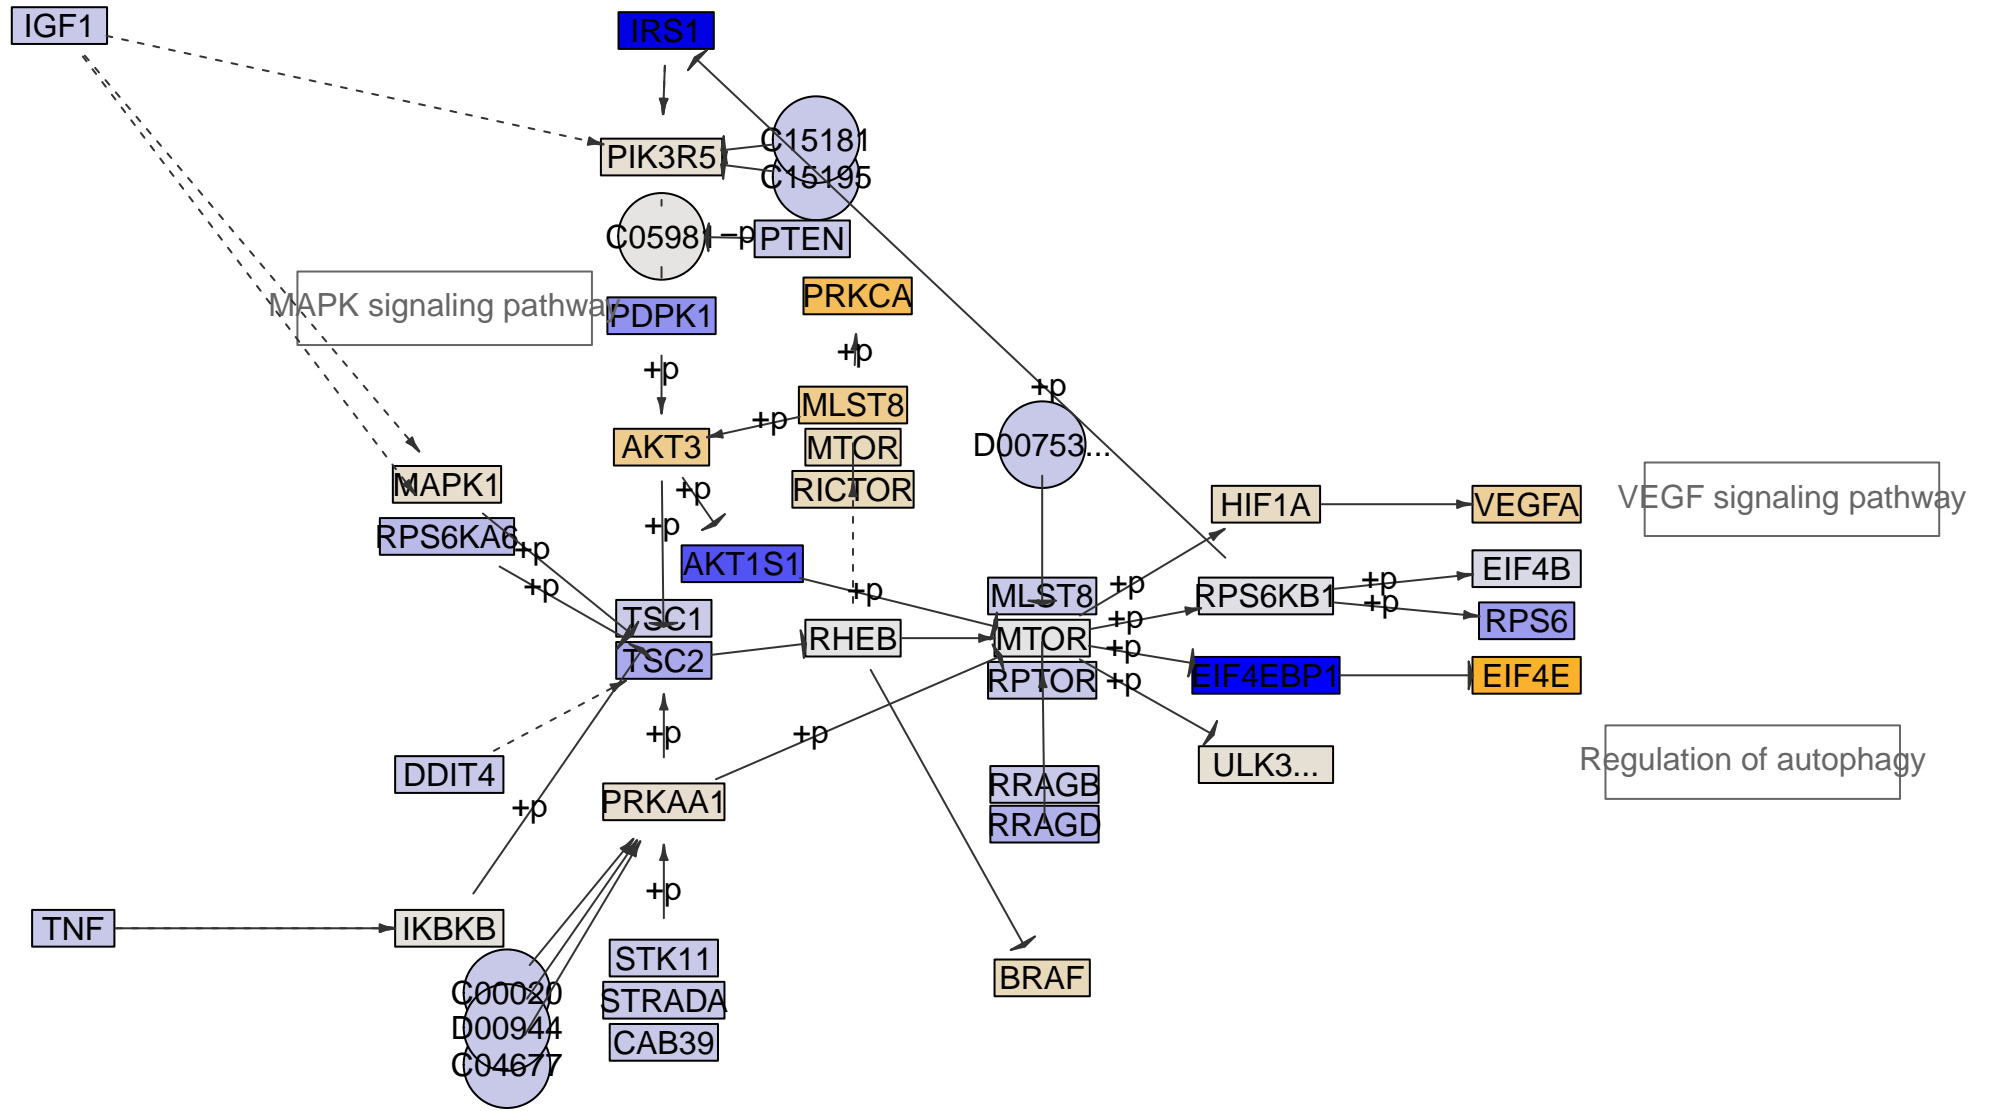 IGF1
IRS1
PIK3R5
C15181
C15195
C0598
−p
PTEN
MAPK signaling pathway
PDPK1
PRKCA
+p
+p
+p
MLST8
+p
AKT3
MTOR
D00753...
MAPK1
+p
RICTOR
HIF1A
VEGFA
VEGF signaling pathway
RPS6KA6
+p
+p
AKT1S1
EIF4B
+p
+p
+p
+p
MLST8
RPS6KB1
+p
TSC1
+p
RPS6
RHEB
MTOR
+p
TSC2
RPTOR
+p
EIF4EBP1
EIF4E
+p
+p
Regulation of autophagy
DDIT4
ULK3...
PRKAA1
+p
RRAGB
RRAGD
+p
TNF
IKBKB
STK11
BRAF
C00020
STRADA
D00944
CAB39
C04677